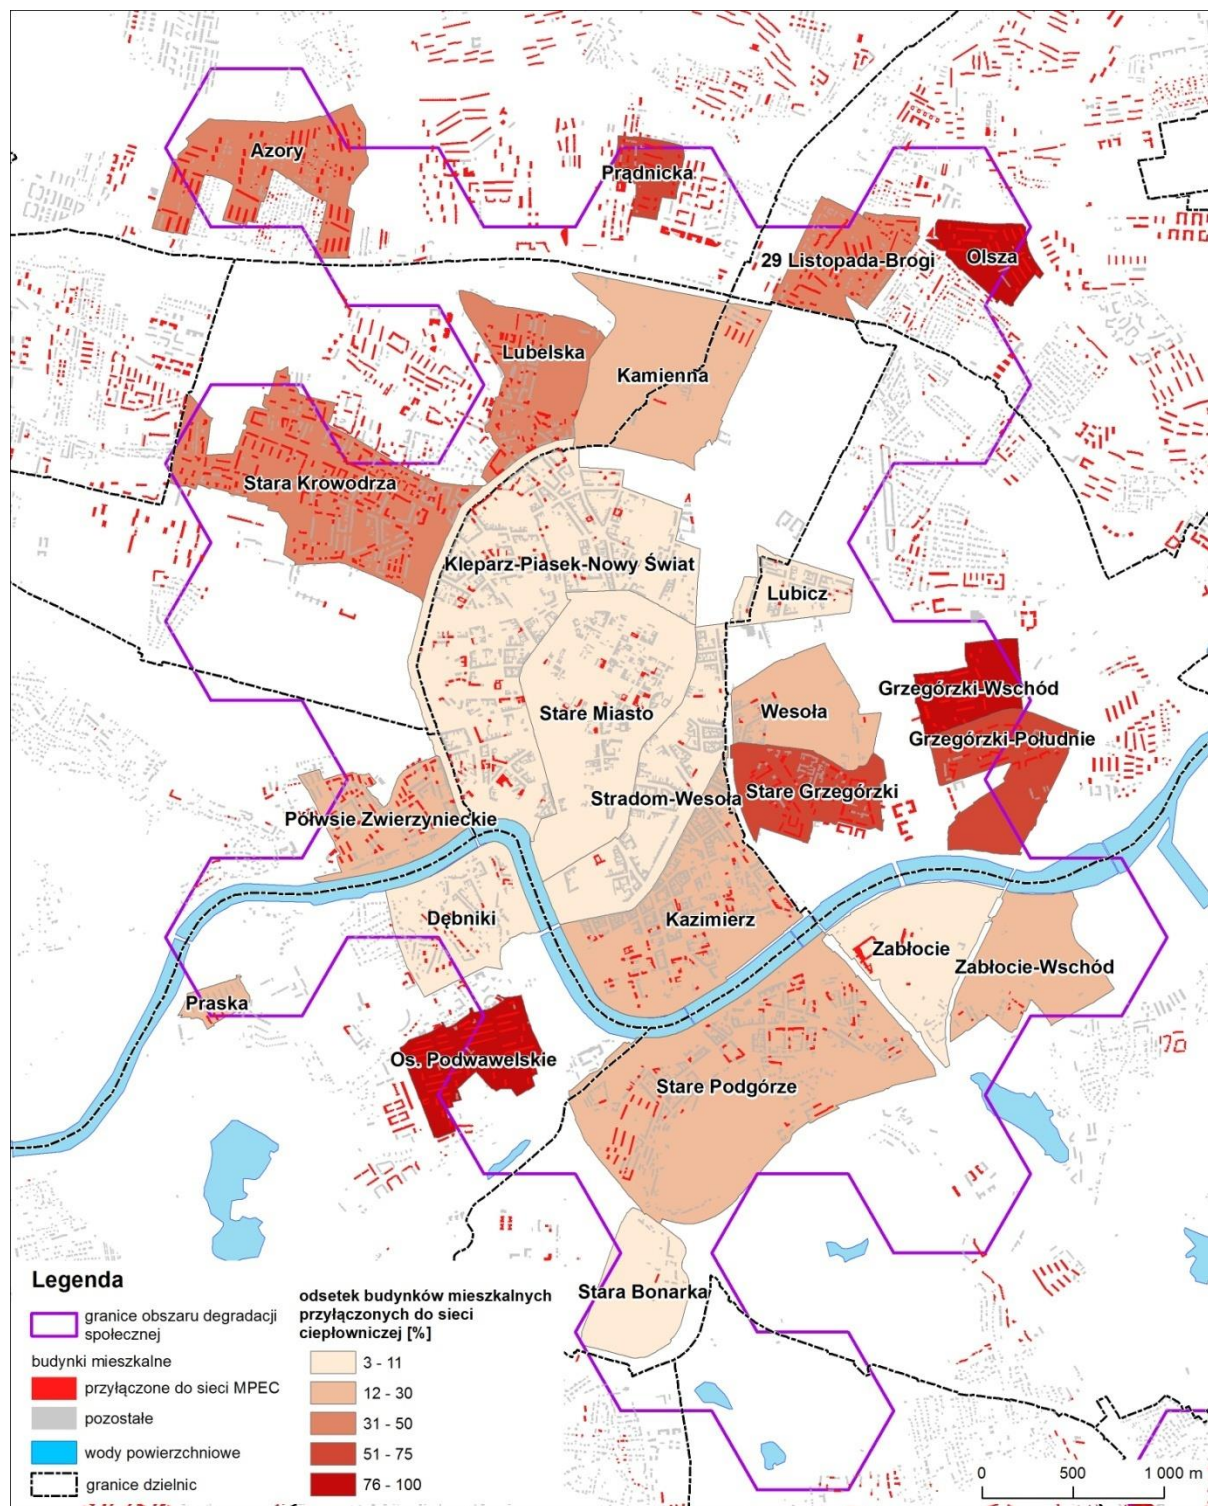 Azory
Prądnicka
29 Listopada-Brogi
Olsza
Lubelska
Kamienna
Stara Krowodrza
Kleparz-Piasek-Nowy Świat
Lubicz
Grzegórzki-Wschód
Stare Miasto
Wesoła
Grzegórzki-Południe
Stradom-Wesoła
Stare Grzegórzki
Półwsie Zwierzynieckie
Dębniki
Kazimierz
Zabłocie
Zabłocie-Wschód
Praska
Os. Podwawelskie
Stare Podgórze
Stara Bonarka
Legenda
granice obszaru degradacji
społecznej
budynki mieszkalne
przyłączone do sieci MPEC
pozostałe
wody powierzchniowe
granice dzielnic
odsetek budynków mieszkalnych
przyłączonych do sieci
ciepłowniczej [%]
3 - 11
12 - 30
31 - 50
51 - 75
76 - 100
0 500 1 000 m